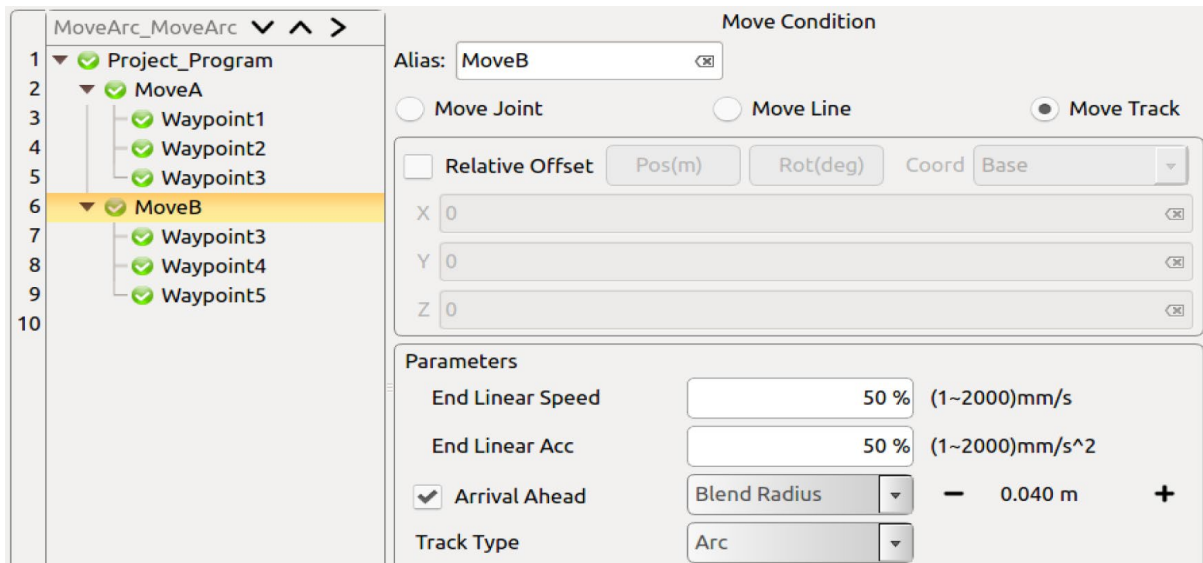 MoveArc_MoveArc
1 Project_Program
2 MoveA
3 Waypoint1
4 Waypoint2
5 Waypoint3
6 MoveB
7 Waypoint3
8 Waypoint4
9 Waypoint5
10
Move Condition
Alias: MoveB
Move Joint Move Line Move Track
Relative Offset Pos(m) Rot(deg) Coord Base
X 0
Y 0
Z 0
Parameters
End Linear Speed 50 % (1~2000)mm/s
End Linear Acc 50 % (1~2000)mm/s^2
Arrival Ahead Blend Radius − 0.040 m +
Track Type Arc